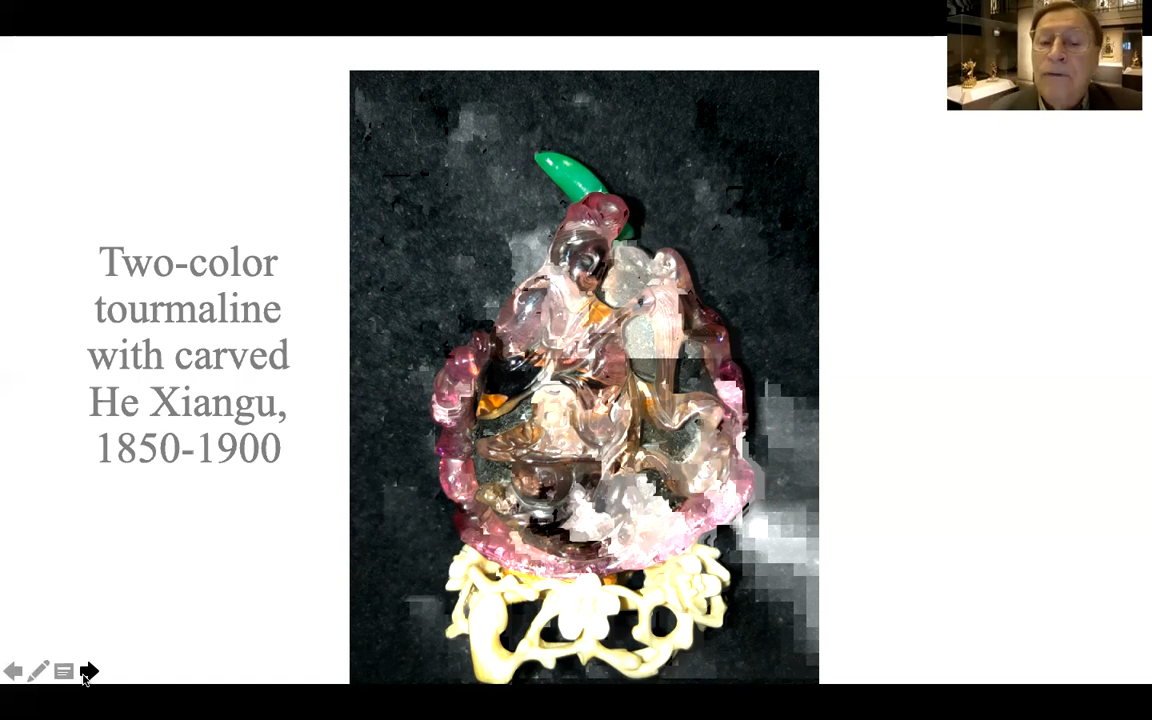 Two-color
tourmaline
with carved
He Xiangu,
1850-1900